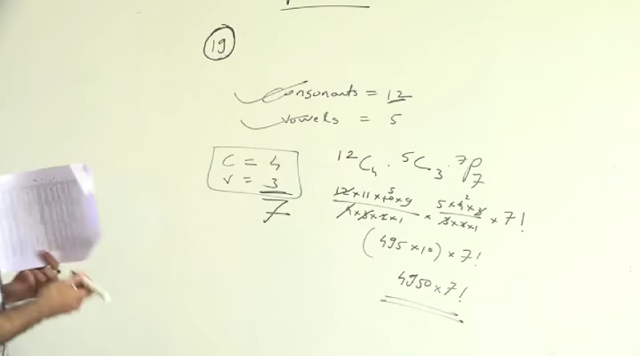 19
Consonants = 12
vowels = 5
C = 4
V = 3
7
¹²C₄ . ⁵C₃ . ⁷P₇
12×11×10×9 / 4×3×2×1 × 5×4×3 / 3×2×1 × 7!
(495×10) × 7!
4950 × 7!